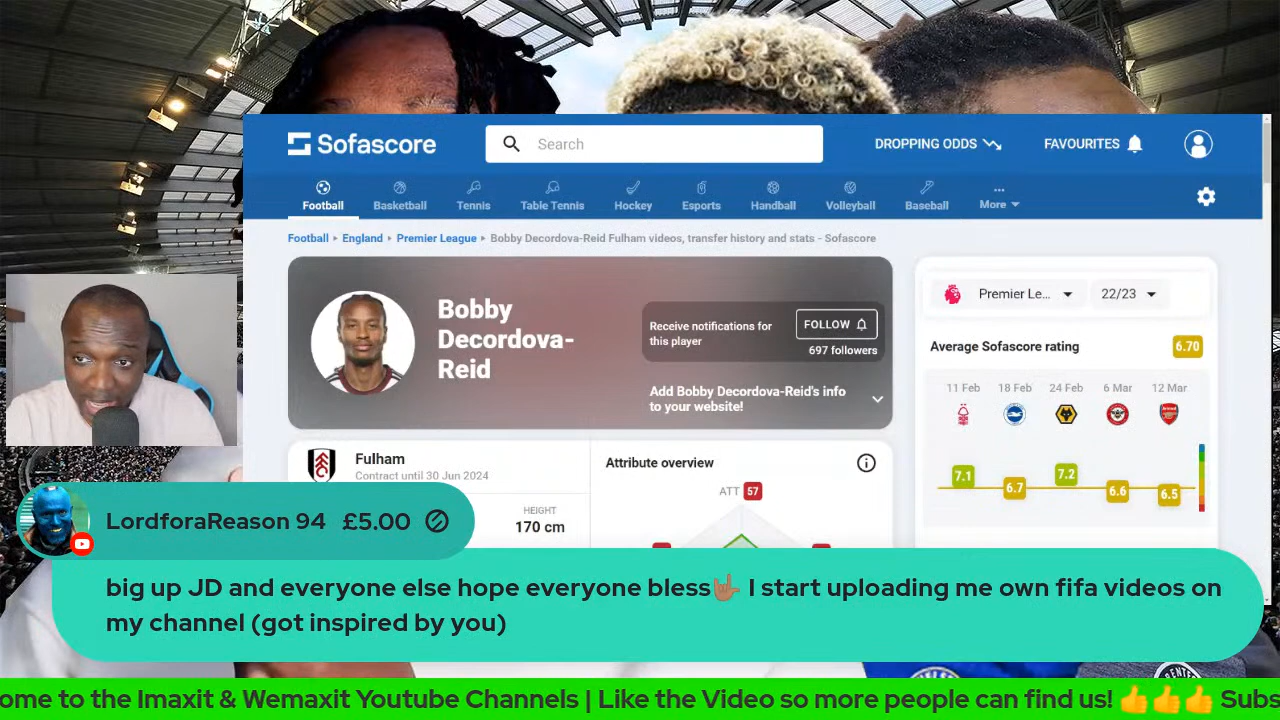 Sofascore
Search
DROPPING ODDS
FAVOURITES
Football
Basketball
Tennis
Table Tennis
Hockey
Esports
Handball
Volleyball
Baseball
More
Football England Premier League Bobby Decordova-Reid Fulham videos, transfer history and stats - Sofascore
Bobby
Decordova-
Reid
Receive notifications for
this player
FOLLOW
697 followers
Add Bobby Decordova-Reid's info
to your website!
Premier Le...
22/23
Average Sofascore rating
6.70
11 Feb
18 Feb
24 Feb
6 Mar
12 Mar
7.1
6.7
7.2
6.6
6.5
Fulham
Contract until 30 Jun 2024
HEIGHT
170 cm
Attribute overview
ATT 57
LordforaReason 94 £5.00
big up JD and everyone else hope everyone bless🤟🏽 I start uploading me own fifa videos on
my channel (got inspired by you)
ome to the Imaxit & Wemaxit Youtube Channels | Like the Video so more people can find us! 👍👍👍 Subs